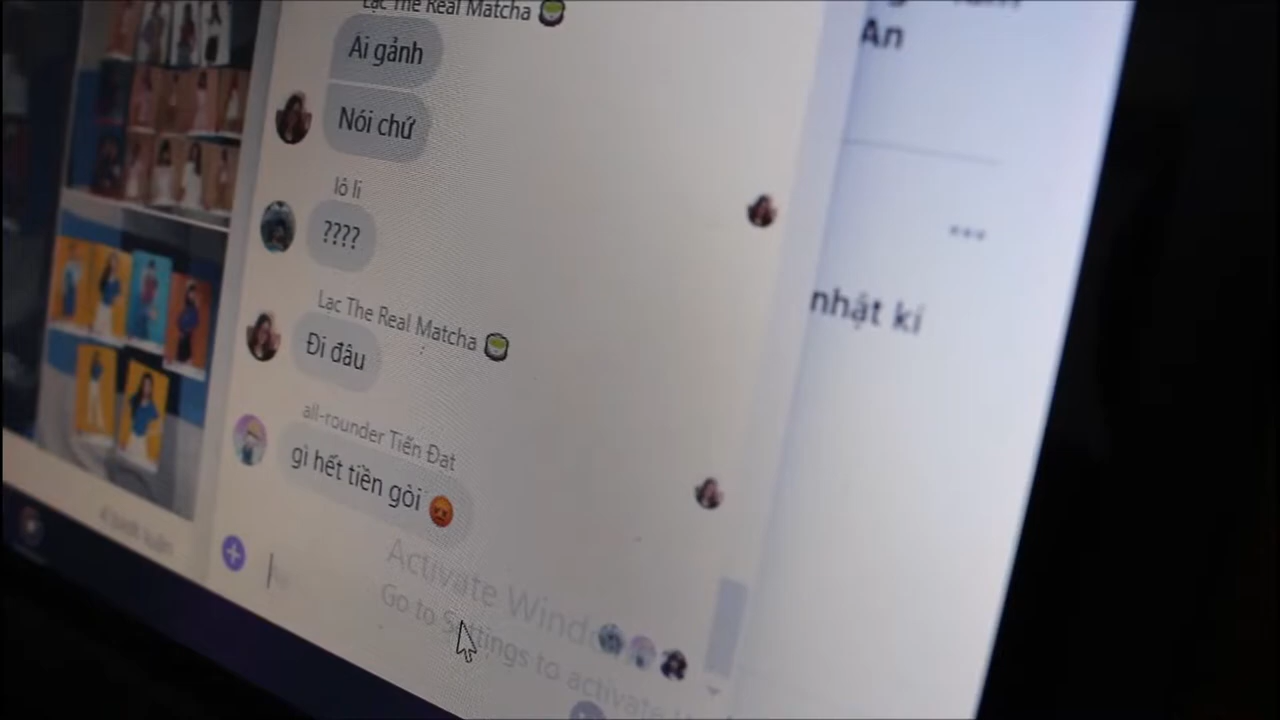 Lạc The Real Matcha
Ai gảnh
Nói chứ
lô li
????
Lạc The Real Matcha
Đi đâu
all-rounder Tiến Đạt
gì hết tiền gòi
Activate Wind
Go to Settings to activate
An
nhật kí